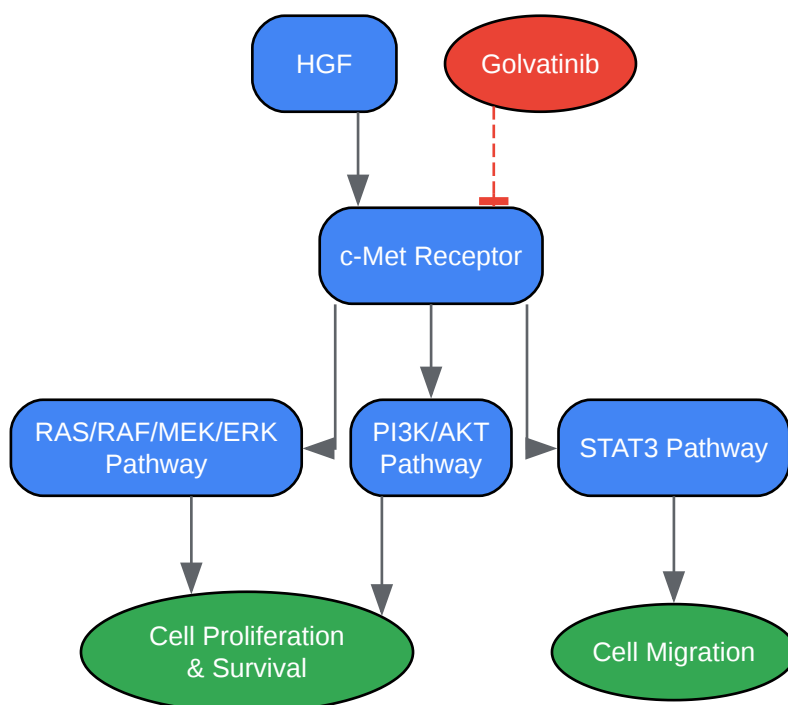 HGF
Golvatinib
c-Met Receptor
RAS/RAF/MEK/ERK
Pathway
PI3K/AKT
Pathway
STAT3 Pathway
Cell Proliferation
& Survival
Cell Migration